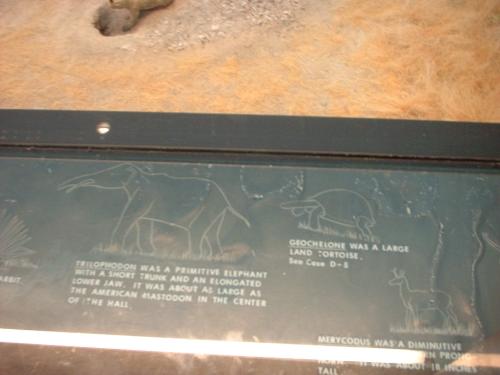 ABBIT.
TRILOPHODON WAS A PRIMITIVE ELEPHANT
WITH A SHORT TRUNK AND AN ELONGATED
LOWER JAW. IT WAS ABOUT AS LARGE AS
THE AMERICAN MASTODON IN THE CENTER
OF THE HALL.
GEOCHELONE WAS A LARGE
LAND TORTOISE.
See Case D-5
MERYCODUS WAS A DIMINUTIVE
RN PRONG
HORN. IT WAS ABOUT 18 INCHES
TALL